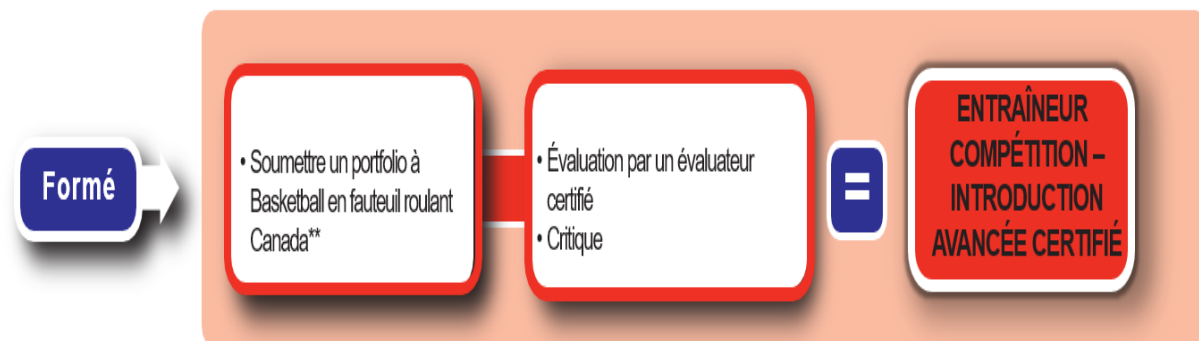 Formé
• Soumettre un portfolio à
Basketball en fauteuil roulant
Canada**
• Évaluation par un évaluateur
certifié
• Critique
=
ENTRAÎNEUR
COMPÉTITION –
INTRODUCTION
AVANCÉE CERTIFIÉ